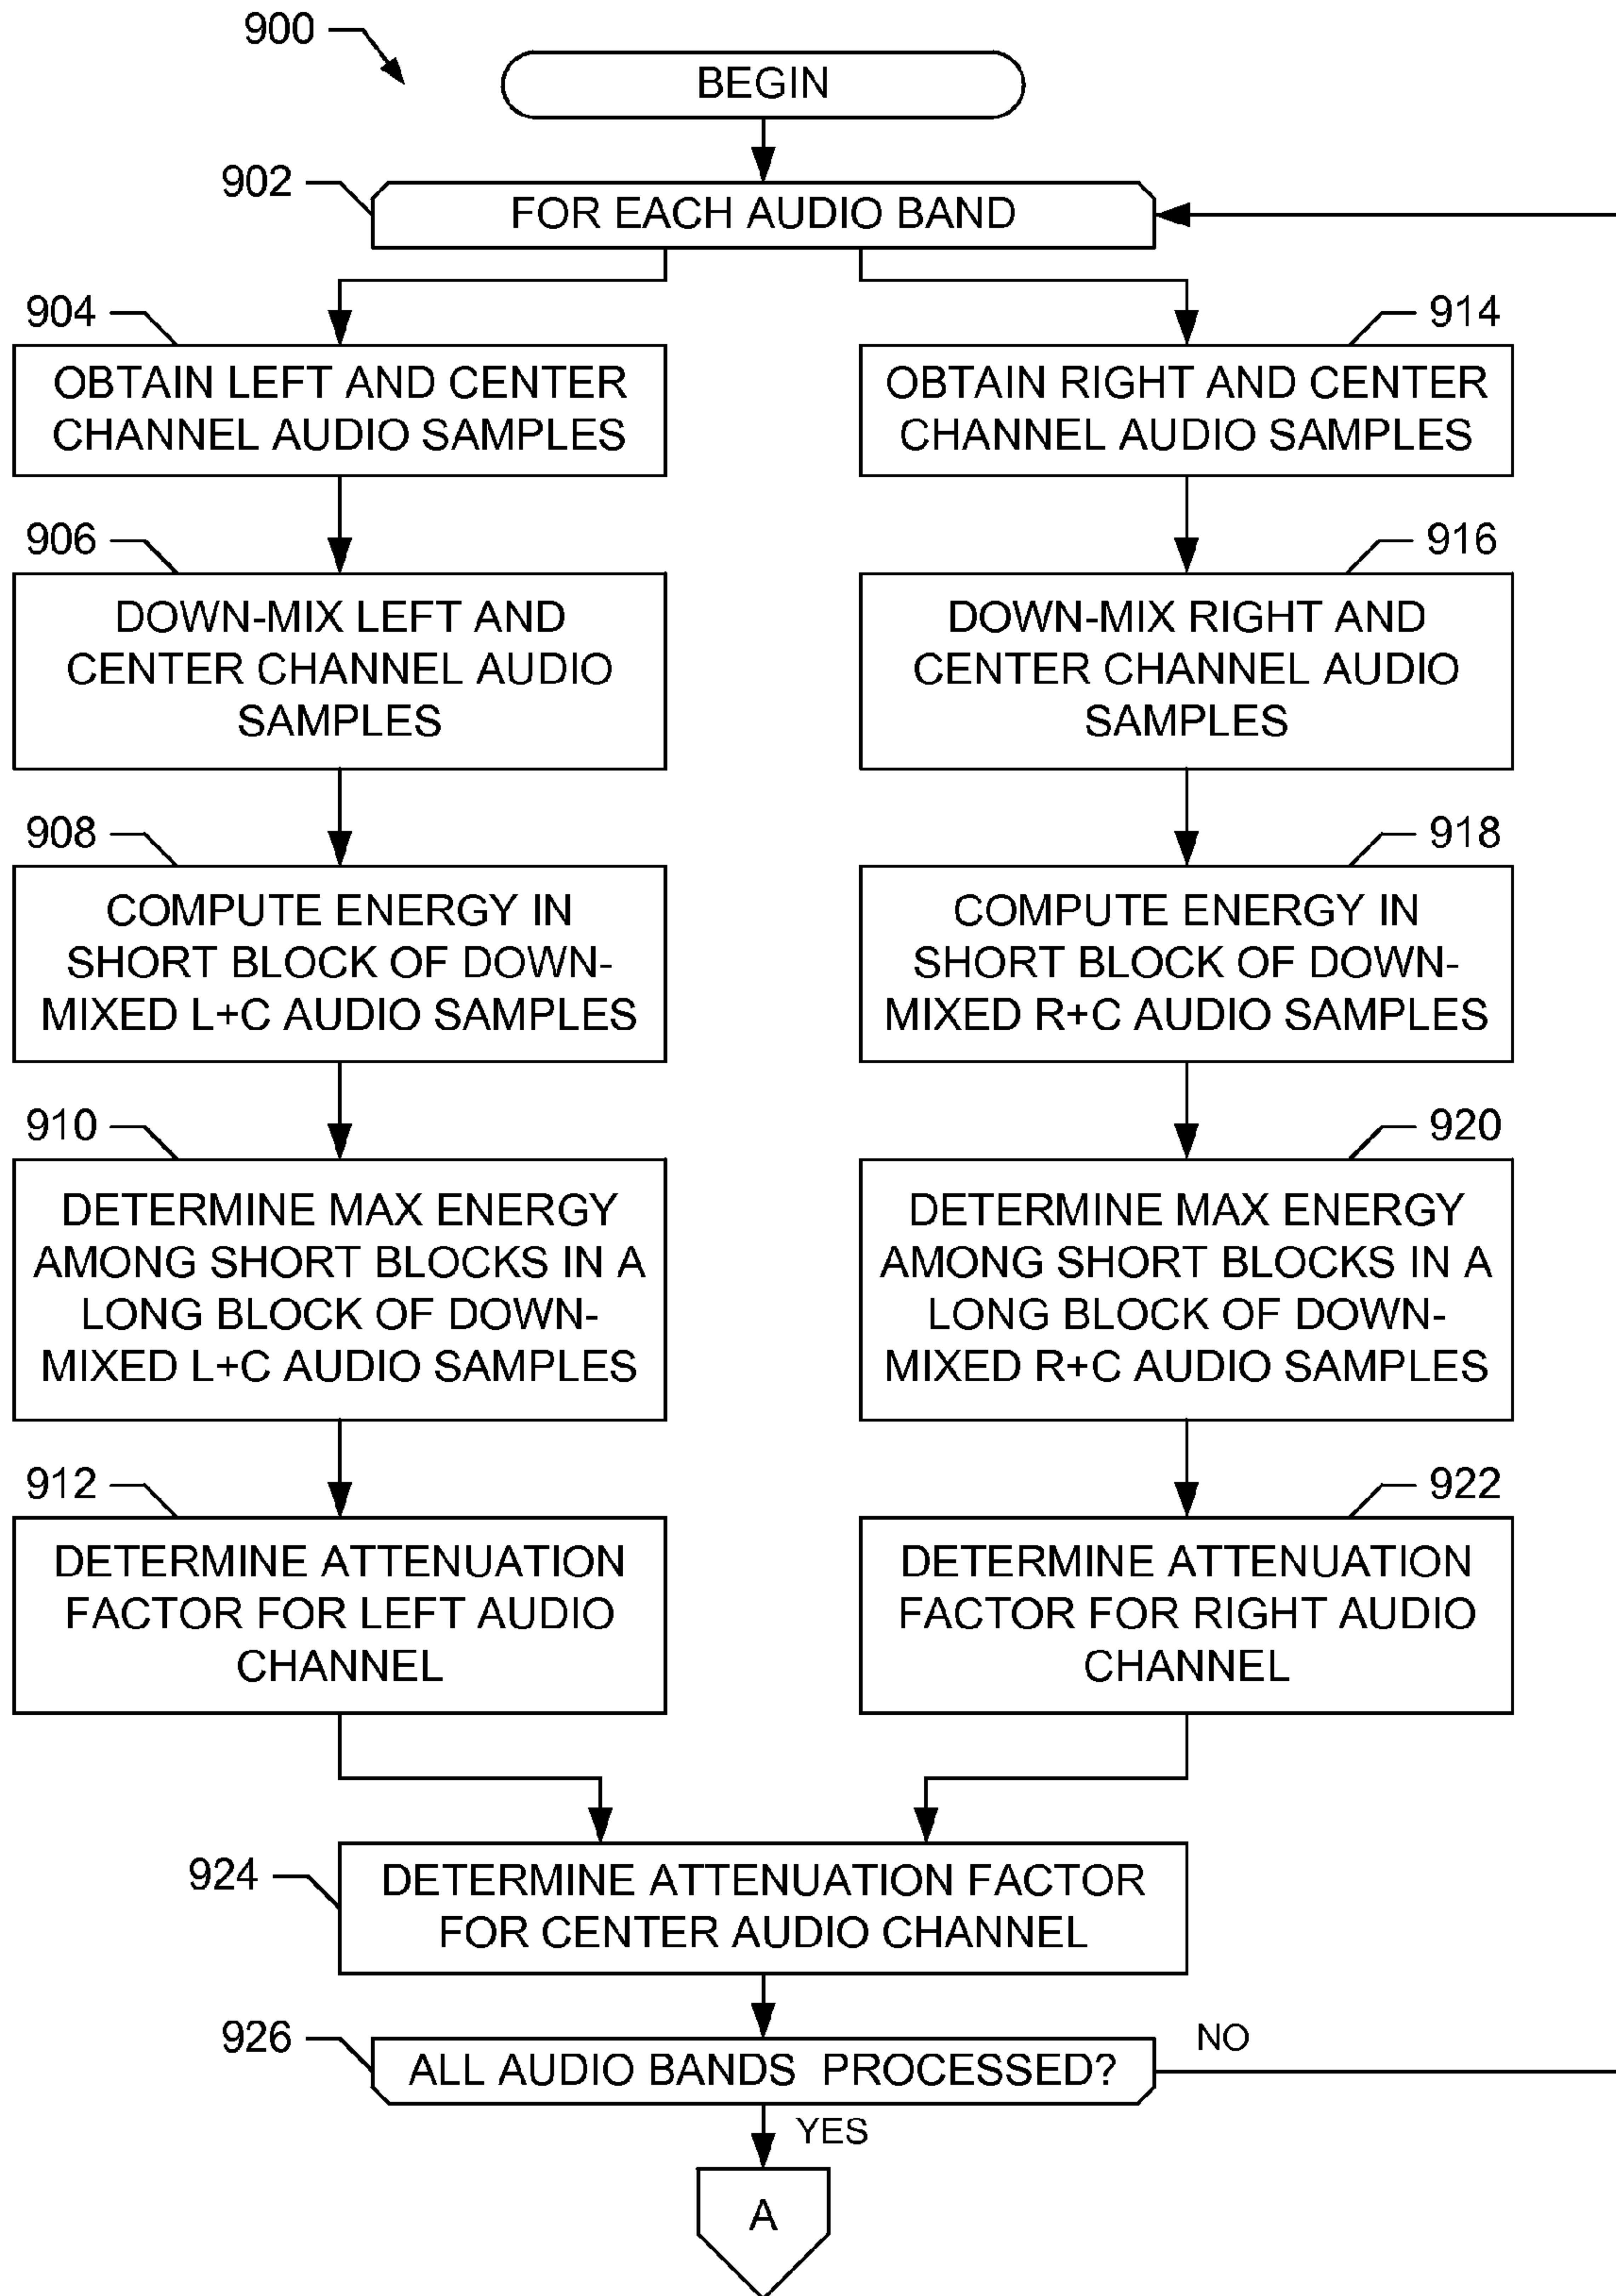 900
BEGIN
902
FOR EACH AUDIO BAND
904
OBTAIN LEFT AND CENTER
CHANNEL AUDIO SAMPLES
906
DOWN-MIX LEFT AND
CENTER CHANNEL AUDIO
SAMPLES
908
COMPUTE ENERGY IN
SHORT BLOCK OF DOWN-
MIXED L+C AUDIO SAMPLES
910
DETERMINE MAX ENERGY
AMONG SHORT BLOCKS IN A
LONG BLOCK OF DOWN-
MIXED L+C AUDIO SAMPLES
912
DETERMINE ATTENUATION
FACTOR FOR LEFT AUDIO
CHANNEL
914
OBTAIN RIGHT AND CENTER
CHANNEL AUDIO SAMPLES
916
DOWN-MIX RIGHT AND
CENTER CHANNEL AUDIO
SAMPLES
918
COMPUTE ENERGY IN
SHORT BLOCK OF DOWN-
MIXED R+C AUDIO SAMPLES
920
DETERMINE MAX ENERGY
AMONG SHORT BLOCKS IN A
LONG BLOCK OF DOWN-
MIXED R+C AUDIO SAMPLES
922
DETERMINE ATTENUATION
FACTOR FOR RIGHT AUDIO
CHANNEL
924
DETERMINE ATTENUATION FACTOR
FOR CENTER AUDIO CHANNEL
926
ALL AUDIO BANDS PROCESSED?
NO
YES
A